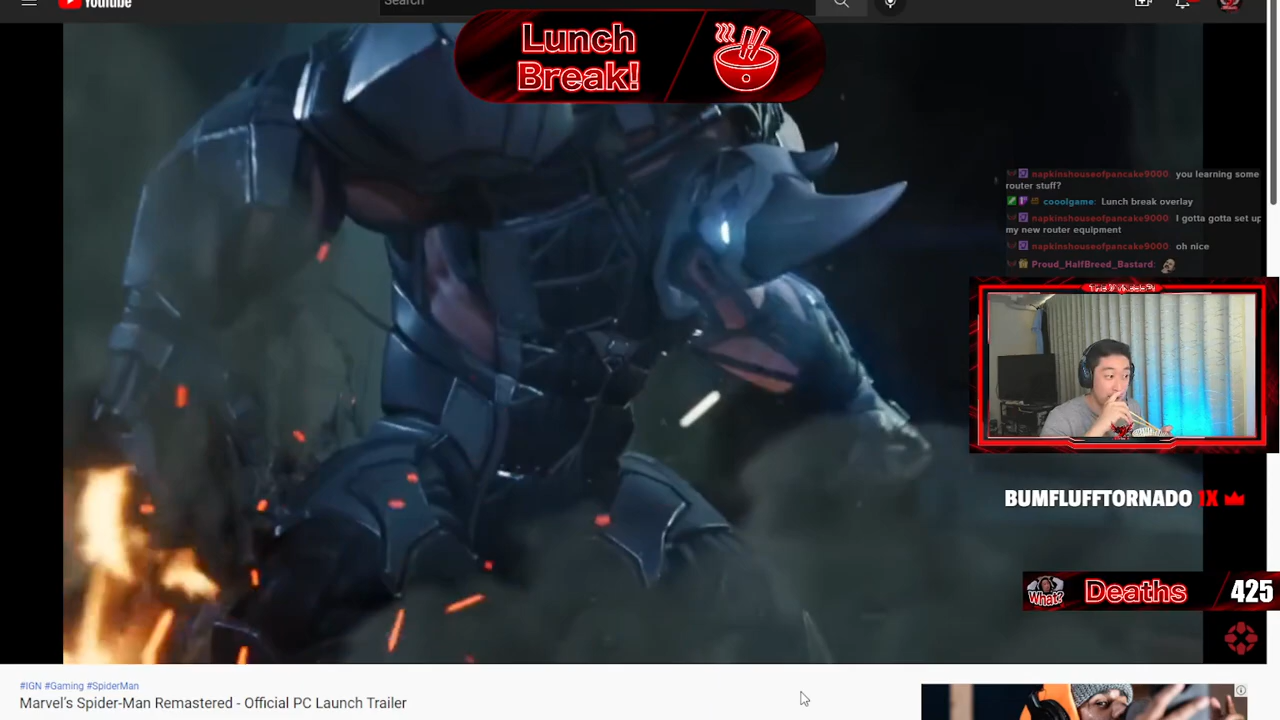 YouTube
Search
Lunch
Break!
napkinshouseofpancake9000 you learning some
router stuff?
cooolgame: Lunch break overlay
napkinshouseofpancake9000 I gotta gotta set up
my new router equipment
napkinshouseofpancake9000 oh nice
Proud_HalfBreed_Bastard:
BUMFLUFFTORNADO 1X
What?
Deaths
425
#IGN #Gaming #SpiderMan
Marvel's Spider-Man Remastered - Official PC Launch Trailer